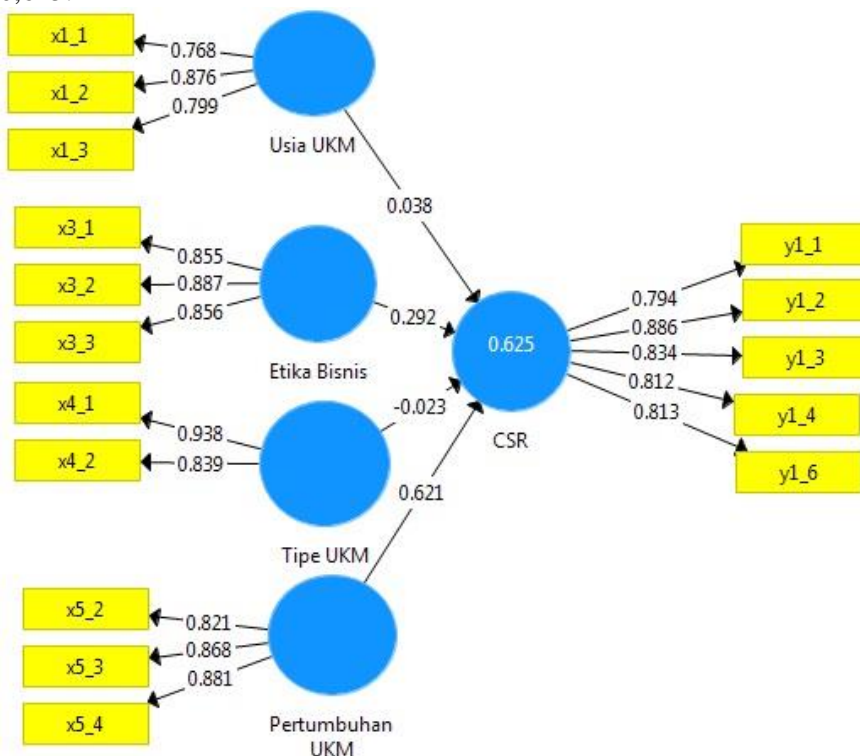 x1_1
0.768
x1_2
0.876
x1_3
0.799
Usia UKM
0.038
x3_1
0.855
x3_2
0.887
x3_3
0.856
Etika Bisnis
0.292
x4_1
0.938
x4_2
0.839
Tipe UKM
-0.023
x5_2
0.821
x5_3
0.868
x5_4
0.881
Pertumbuhan
UKM
0.621
0.625
CSR
0.794
y1_1
0.886
y1_2
0.834
y1_3
0.812
y1_4
0.813
y1_6